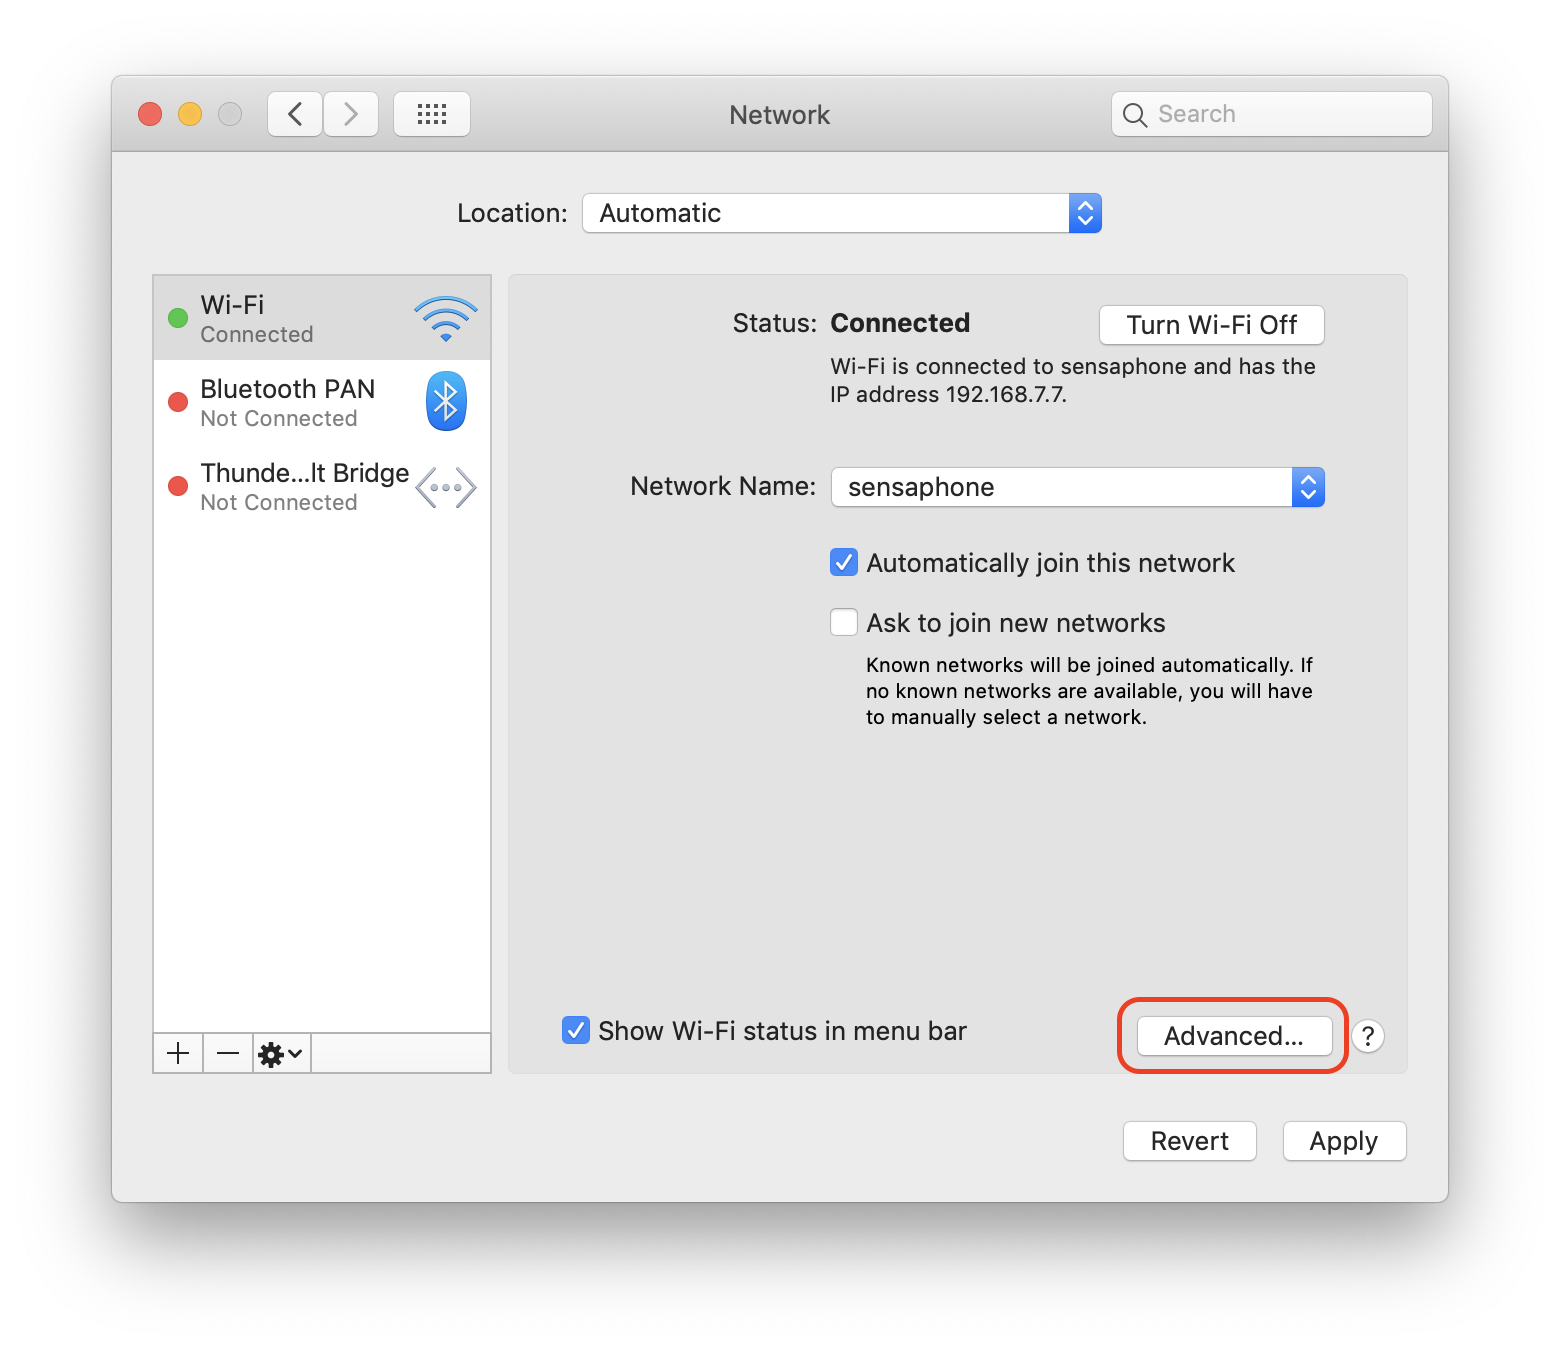 Network
Search
Location: Automatic
Wi-Fi
Connected
Bluetooth PAN
Not Connected
Thunde...lt Bridge
Not Connected
Status: Connected
Turn Wi-Fi Off
Wi-Fi is connected to sensaphone and has the
IP address 192.168.7.7.
Network Name: sensaphone
Automatically join this network
Ask to join new networks
Known networks will be joined automatically. If
no known networks are available, you will have
to manually select a network.
Show Wi-Fi status in menu bar
Advanced...
?
Revert
Apply